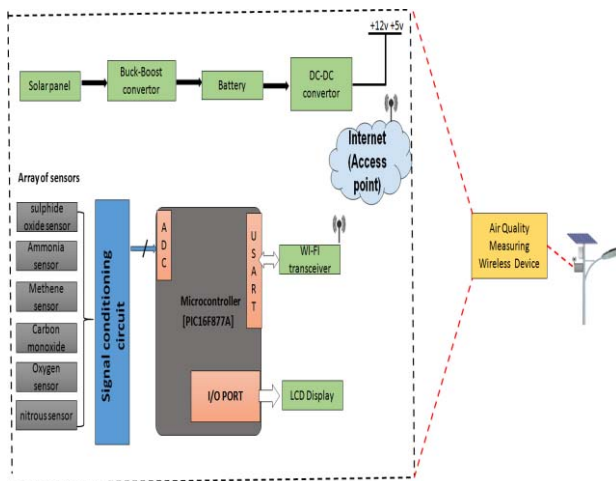 +12v +5v
Solar panel
Buck-Boost
convertor
Battery
DC-DC
convertor
Internet
(Access
point)
Array of sensors
sulphide
oxide sensor
Ammonia
sensor
Methene
sensor
Carbon
monoxide
Oxygen
sensor
nitrous sensor
Signal conditioning
circuit
ADC
USART
Microcontroller
[PIC16F877A]
I/O PORT
WI-FI
transceiver
LCD Display
Air Quality
Measuring
Wireless Device